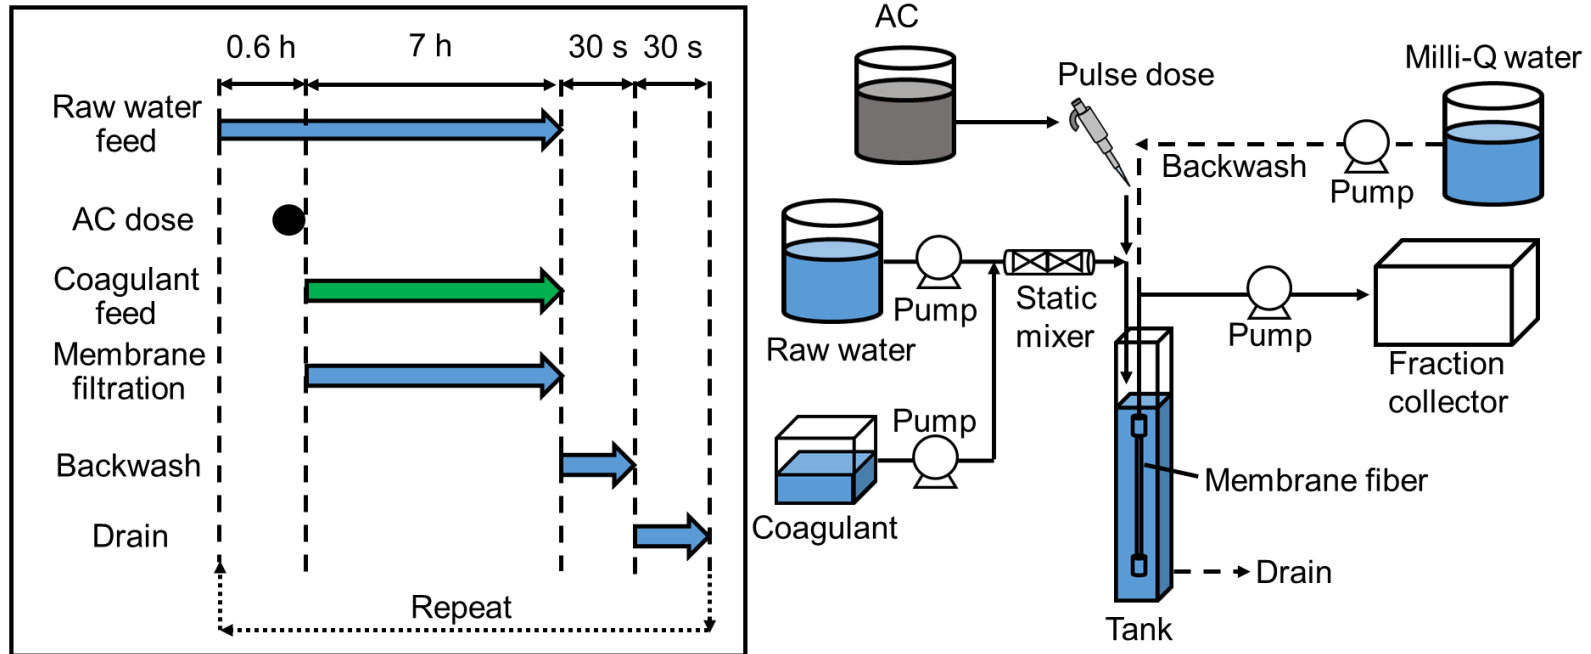 0.6 h
7 h
30 s
30 s
Raw water
feed
AC dose
Coagulant
feed
Membrane
filtration
Backwash
Drain
Repeat
AC
Pulse dose
Milli-Q water
Backwash
Pump
Raw water
Pump
Static
mixer
Pump
Fraction
collector
Pump
Coagulant
Membrane fiber
Drain
Tank